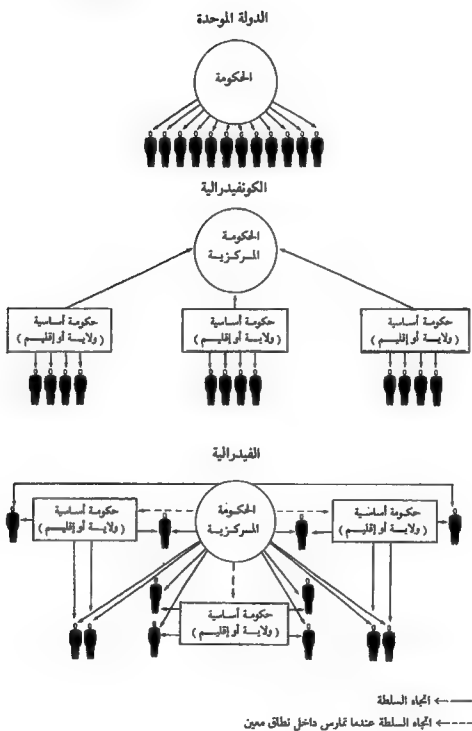 الدولة الموحدة
الحكومة
الكونفيدرالية
الحكومة
المركزية
حكومة أساسية
( ولاية أو إقليم )
حكومة أساسية
( ولاية أو إقليم )
حكومة أساسية
( ولاية أو إقليم )
الفيدرالية
حكومة أساسية
( ولاية أو إقليم )
الحكومة
المركزية
حكومة أساسية
( ولاية أو إقليم )
حكومة أساسية
( ولاية أو إقليم )
اتجاه السلطة
اتجاه السلطة عندما تمارس داخل نطاق معين